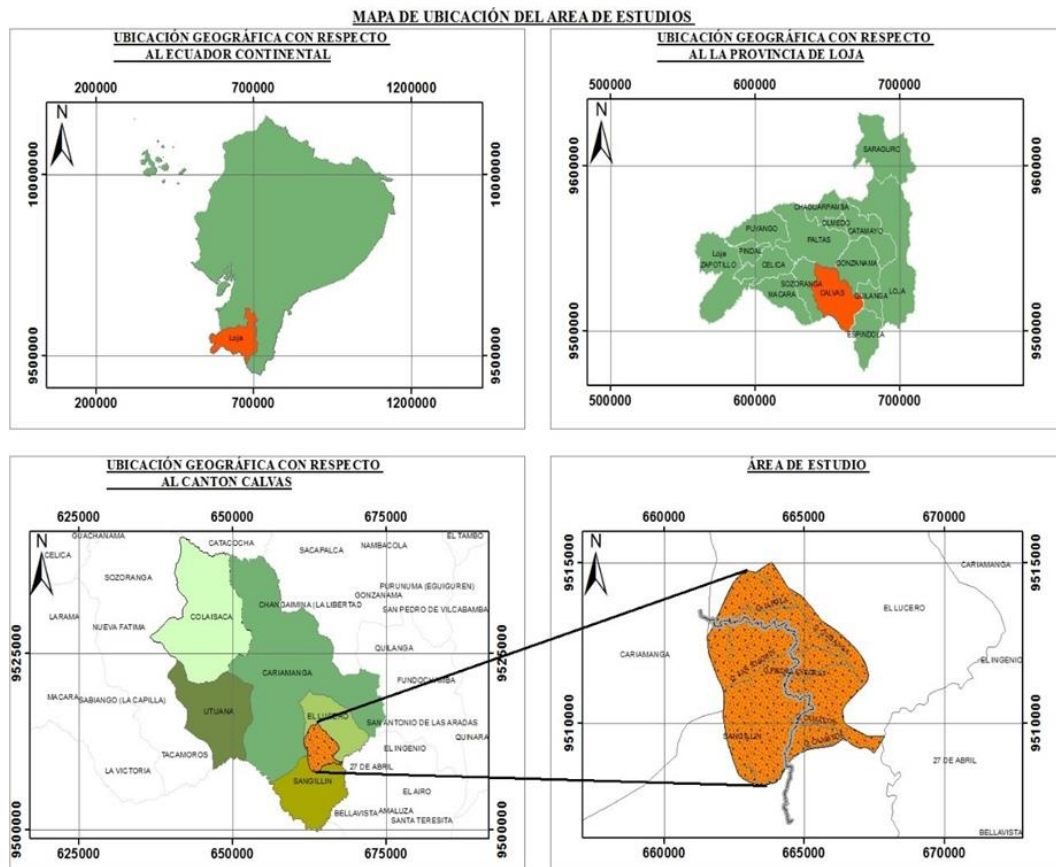 MAPA DE UBICACIÓN DEL AREA DE ESTUDIOS
UBICACIÓN GEOGRÁFICA CON RESPECTO
AL ECUADOR CONTINENTAL
200000 700000 1200000
N
10000000 10000000
Loja
9500000 9500000
200000 700000 1200000
UBICACIÓN GEOGRÁFICA CON RESPECTO
AL LA PROVINCIA DE LOJA
500000 600000 700000
N
9600000 9600000
SARAGURO
CHAGUARPAMBA
OLMEDO
PUYANGO CATAMAYO
PALTAS
Loja PINDAL
ZAPOTILLO CELICA GONZANAMA
SOZORANGA
MACARA CALVAS QUILANGA LOJA
ESPINDOLA
9500000 9500000
500000 600000 700000
UBICACIÓN GEOGRÁFICA CON RESPECTO
AL CANTON CALVAS
625000 650000 675000
N
GUACHANAMA CATACOCHA EL TAMBO
CELICA SACAPALCA NAMBACOLA
SOZORANGA
PURUNUMA (EGUIGUREN)
GONZANAMA
LARAMA COLAISACA CHANGAIMINA (LA LIBERTAD) SAN PEDRO DE VILCABAMBA
NUEVA FATIMA
QUILANGA
9525000 9525000
CARIAMANGA
FUNDOCHAMBA
MACARA SABIANGO (LA CAPILLA)
UTUANA EL LUCERO
SAN ANTONIO DE LAS ARADAS
QUINARA
TACAMOROS EL INGENIO
LA VICTORIA 27 DE ABRIL
SANGILLIN
EL AIRO
BELLAVISTA AMALUZA
SANTA TERESITA
9500000 9500000
625000 650000 675000
ÁREA DE ESTUDIO
660000 665000 670000
N
9515000 9515000
CARIAMANGA
EL LUCERO
CARIAMANGA
EL INGENIO
SANGILLIN
9510000 9510000
27 DE ABRIL
BELLAVISTA
660000 665000 670000